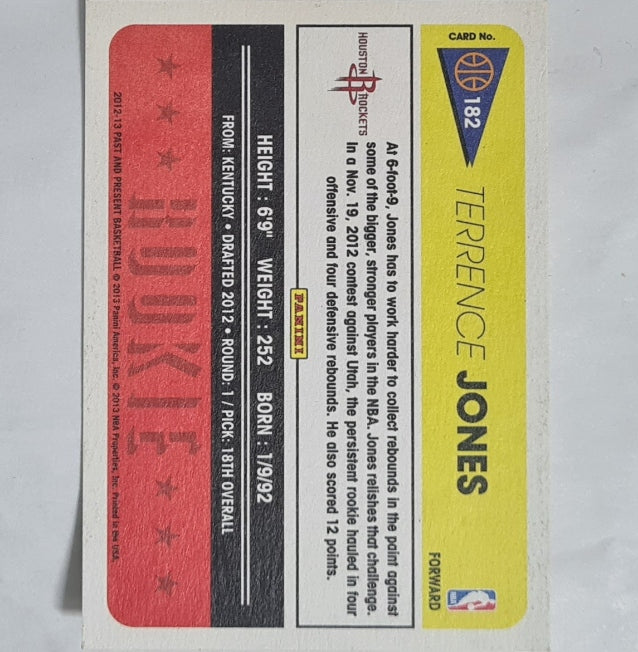 CARD No.
182
TERRENCE JONES
FORWARD
HOUSTON ROCKETS
At 6-foot-9, Jones has to work harder to collect rebounds in the paint against
some of the bigger, stronger players in the NBA. Jones relishes that challenge.
In a Nov. 19, 2012 contest against Utah, the persistent rookie hauled in four
offensive and four defensive rebounds. He also scored 12 points.
PANINI
HEIGHT : 6'9" WEIGHT : 252 BORN : 1/9/92
FROM: KENTUCKY • DRAFTED 2012 • ROUND: 1 / PICK: 18TH OVERALL
ROOKIE
2012-13 PAST AND PRESENT BASKETBALL © 2013 Panini America, Inc. © 2013 NBA Properties, Inc. Printed in the USA.